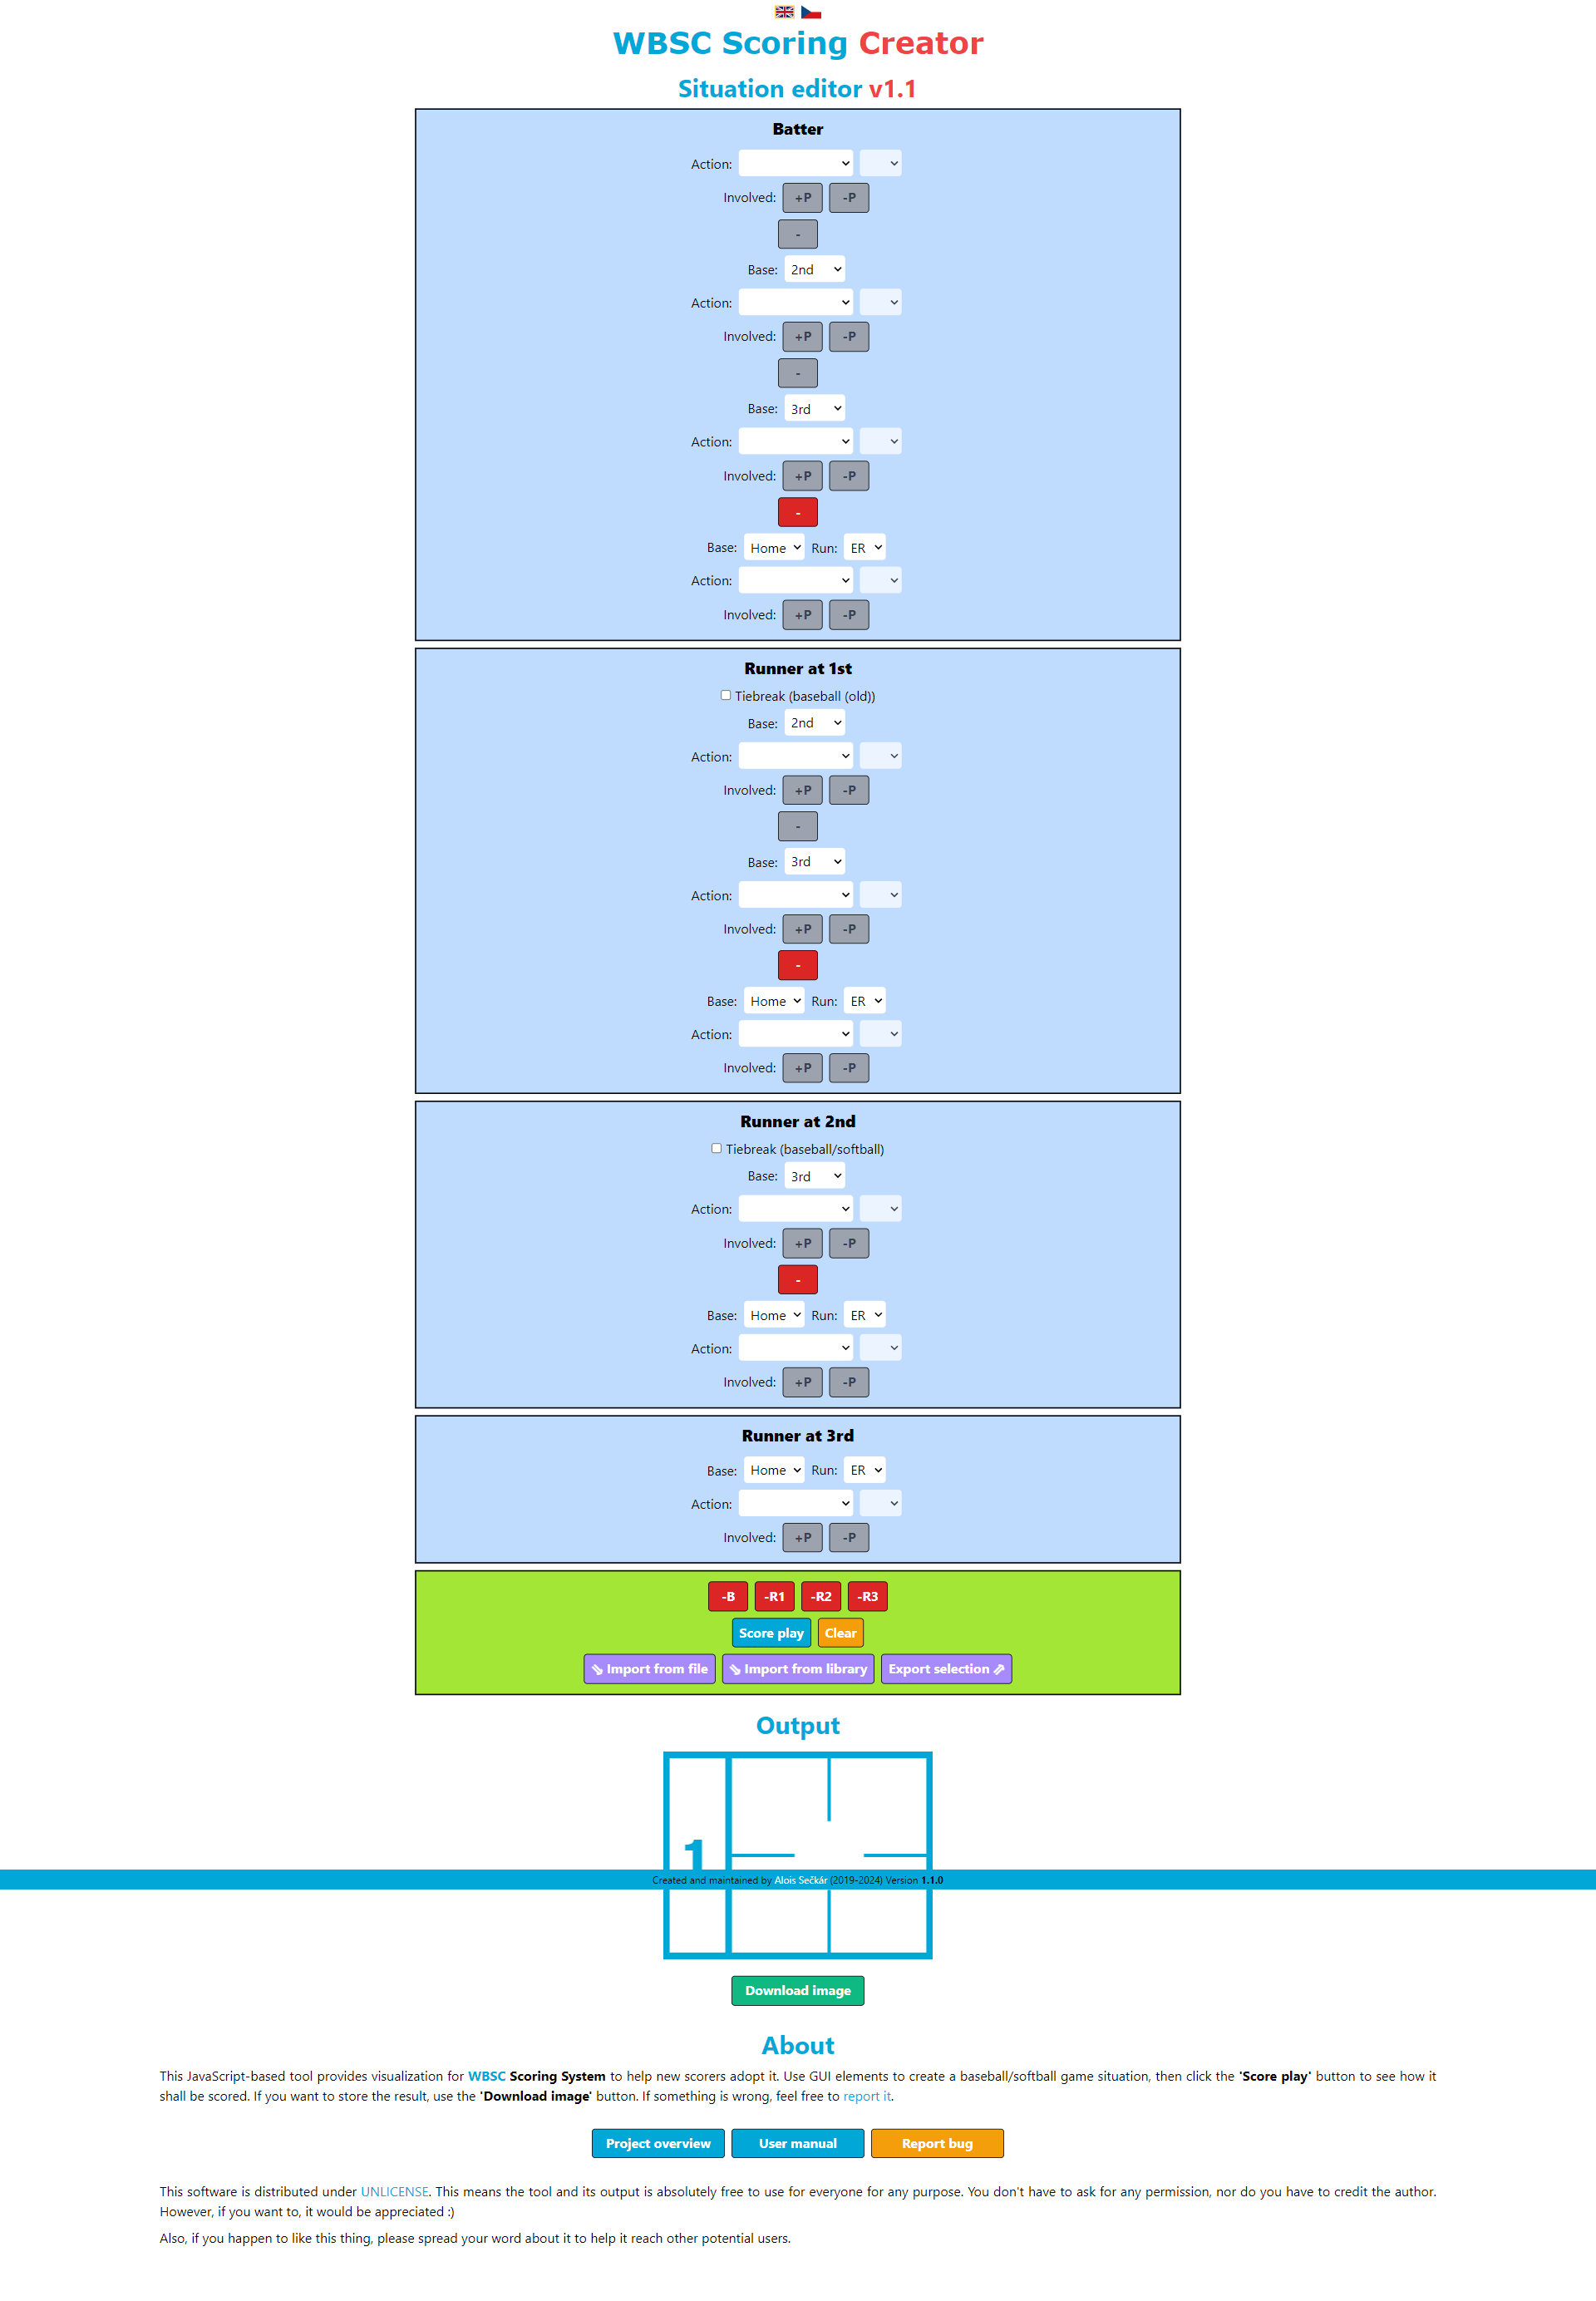 WBSC Scoring Creator
Situation editor v1.1
Batter
Action:
Involved: +P -P
-
Base: 2nd
Action:
Involved: +P -P
-
Base: 3rd
Action:
Involved: +P -P
-
Base: Home Run: ER
Action:
Involved: +P -P
Runner at 1st
Tiebreak (baseball (old))
Base: 2nd
Action:
Involved: +P -P
-
Base: 3rd
Action:
Involved: +P -P
-
Base: Home Run: ER
Action:
Involved: +P -P
Runner at 2nd
Tiebreak (baseball/softball)
Base: 3rd
Action:
Involved: +P -P
-
Base: Home Run: ER
Action:
Involved: +P -P
Runner at 3rd
Base: Home Run: ER
Action:
Involved: +P -P
-B -R1 -R2 -R3
Score play Clear
⇘ Import from file ⇘ Import from library Export selection ⇗
Output
1
Created and maintained by Alois Sečkár (2019-2024) Version 1.1.0
Download image
About
This JavaScript-based tool provides visualization for WBSC Scoring System to help new scorers adopt it. Use GUI elements to create a baseball/softball game situation, then click the 'Score play' button to see how it
shall be scored. If you want to store the result, use the 'Download image' button. If something is wrong, feel free to report it.
Project overview User manual Report bug
This software is distributed under UNLICENSE. This means the tool and its output is absolutely free to use for everyone for any purpose. You don't have to ask for any permission, nor do you have to credit the author.
However, if you want to, it would be appreciated :)
Also, if you happen to like this thing, please spread your word about it to help it reach other potential users.